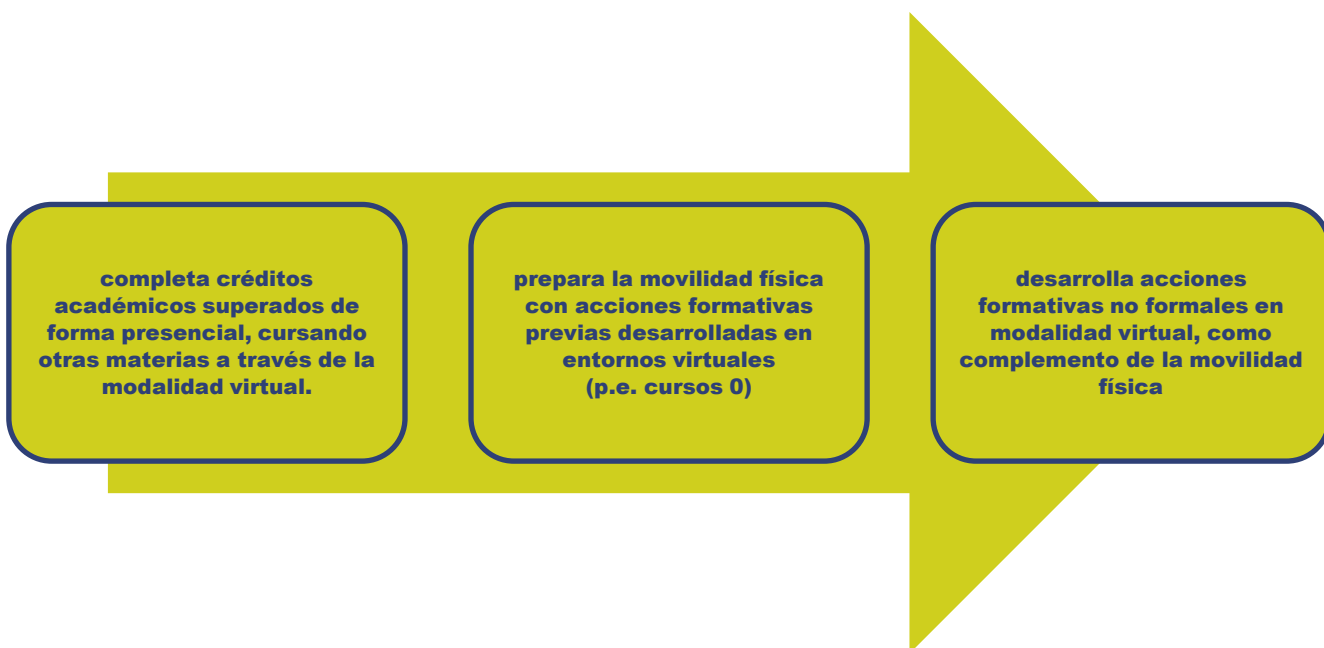 completa créditos
académicos superados de
forma presencial, cursando
otras materias a través de la
modalidad virtual.
prepara la movilidad física
con acciones formativas
previas desarrolladas en
entornos virtuales
(p.e. cursos 0)
desarrolla acciones
formativas no formales en
modalidad virtual, como
complemento de la movilidad
física